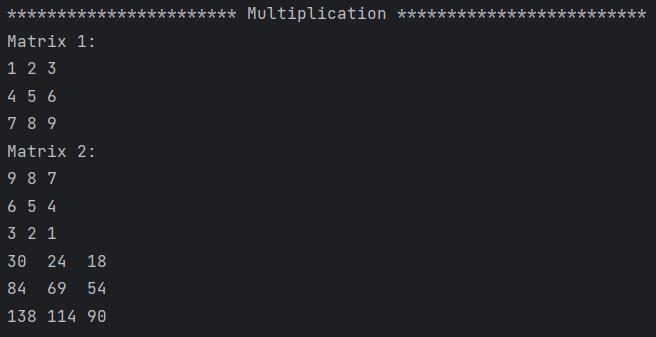 *********************** Multiplication *************************
Matrix 1:
1 2 3
4 5 6
7 8 9
Matrix 2:
9 8 7
6 5 4
3 2 1
30  24  18
84  69  54
138 114 90